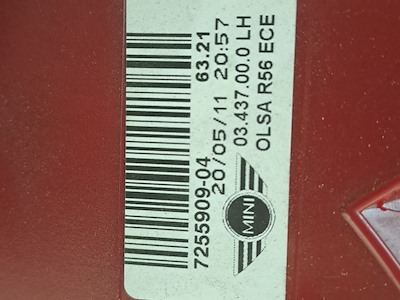 7255909-04 63.21
20/05/11 20:57
03.437.00.0 LH
MINI OLSA R56 ECE